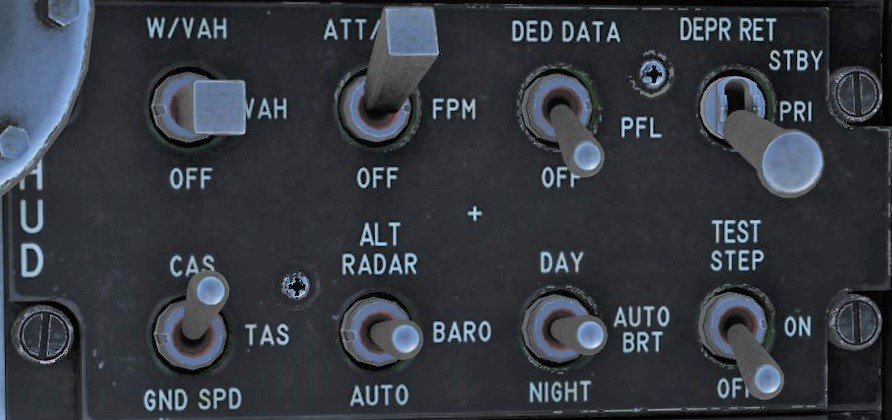 W/VAH
ATT/
DED DATA
DEPR RET
STBY
VAH
FPM
PFL
PRI
OFF
OFF
OFF
HUD
CAS
ALT
RADAR
DAY
TEST
STEP
TAS
BARO
AUTO
BRT
ON
GND SPD
AUTO
NIGHT
OFF